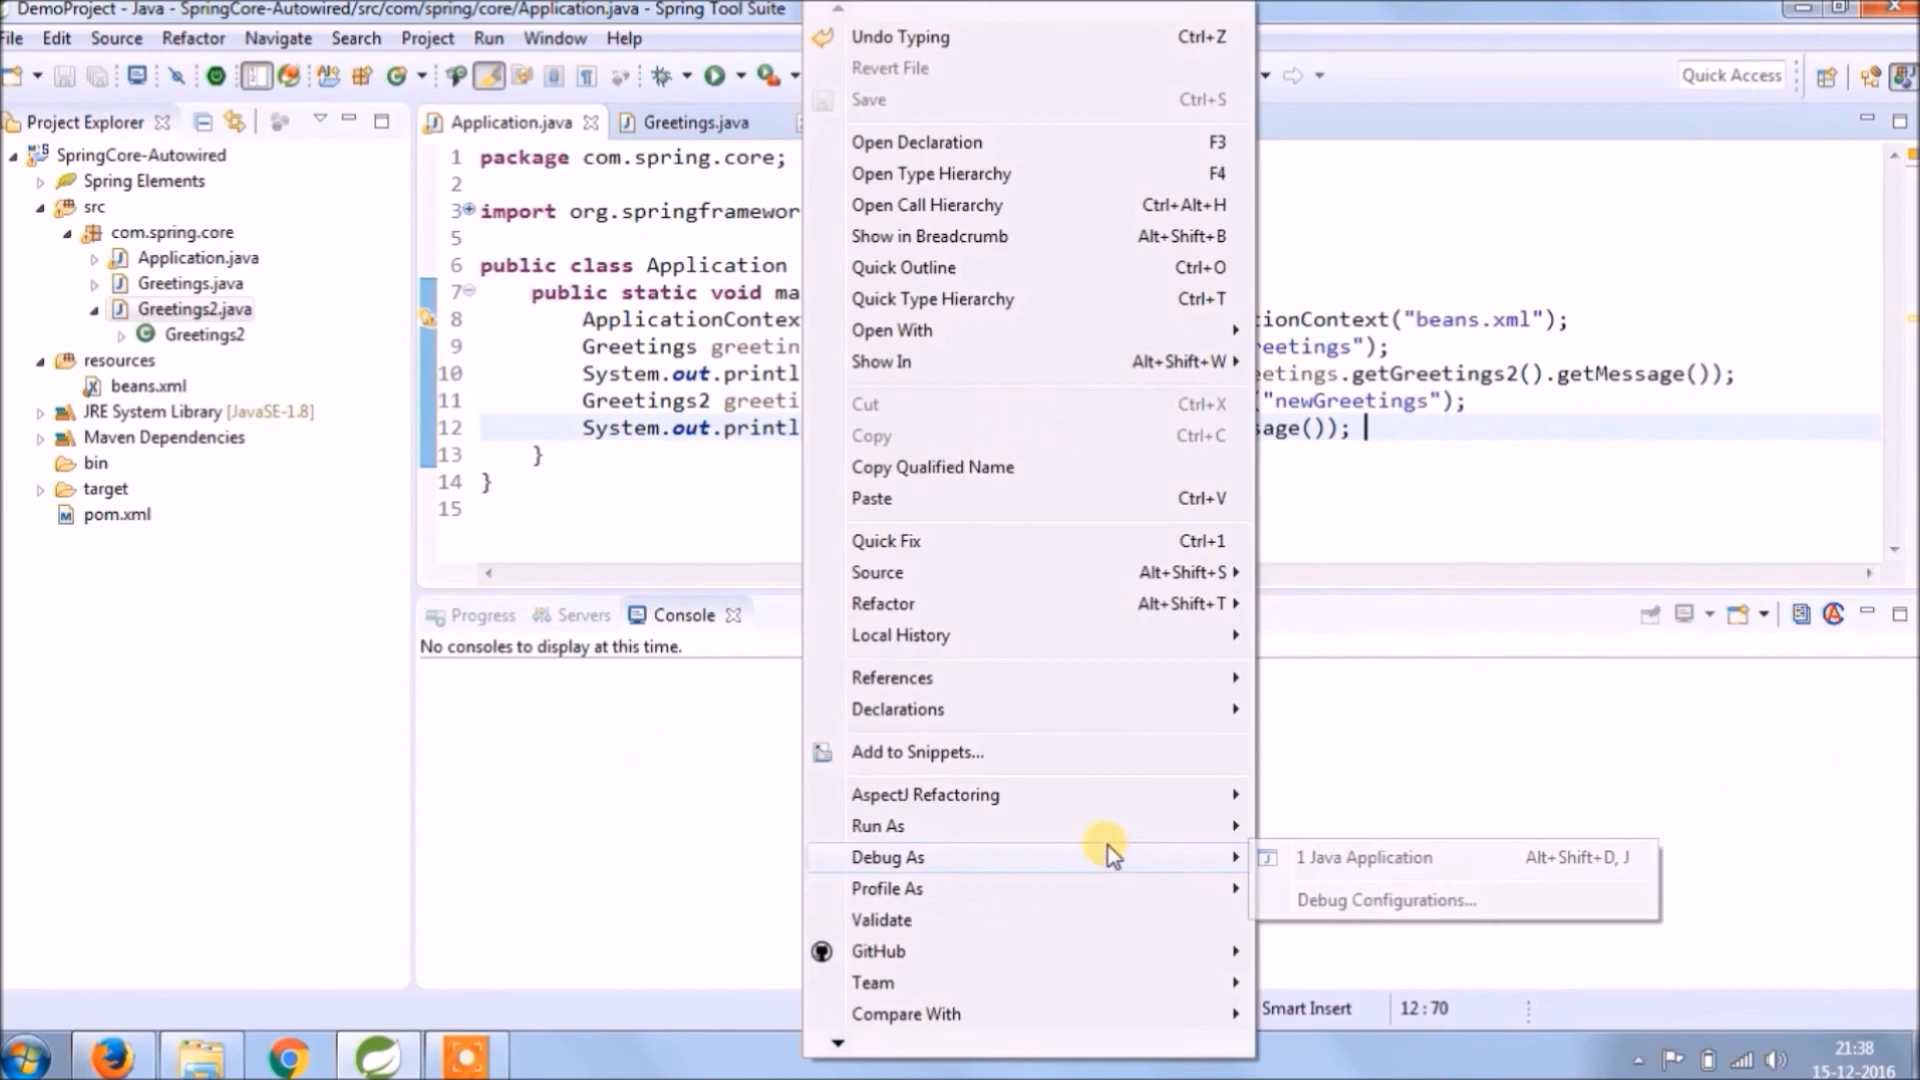 DemoProject - Java - SpringCore-Autowired/src/com/spring/core/Application.java - Spring Tool Suite
File Edit Source Refactor Navigate Search Project Run Window Help
Quick Access
Project Explorer
SpringCore-Autowired
Spring Elements
src
com.spring.core
Application.java
Greetings.java
Greetings2.java
Greetings2
resources
beans.xml
JRE System Library [JavaSE-1.8]
Maven Dependencies
bin
target
pom.xml
Application.java Greetings.java
1 package com.spring.core;
2
3 import org.springframewor
5
6 public class Application
7 public static void ma
8 ApplicationContex ionContext("beans.xml");
9 Greetings greetin reetings");
10 System.out.printl etings.getGreetings2().getMessage());
11 Greetings2 greeti ("newGreetings");
12 System.out.printl sage());
13 }
14 }
15
Progress Servers Console
No consoles to display at this time.
Undo Typing Ctrl+Z
Revert File
Save Ctrl+S
Open Declaration F3
Open Type Hierarchy F4
Open Call Hierarchy Ctrl+Alt+H
Show in Breadcrumb Alt+Shift+B
Quick Outline Ctrl+O
Quick Type Hierarchy Ctrl+T
Open With
Show In Alt+Shift+W
Cut Ctrl+X
Copy Ctrl+C
Copy Qualified Name
Paste Ctrl+V
Quick Fix Ctrl+1
Source Alt+Shift+S
Refactor Alt+Shift+T
Local History
References
Declarations
Add to Snippets...
AspectJ Refactoring
Run As
Debug As
Profile As
Validate
GitHub
Team
Compare With
1 Java Application Alt+Shift+D, J
Debug Configurations...
Smart Insert 12 : 70
21:38
15-12-2016